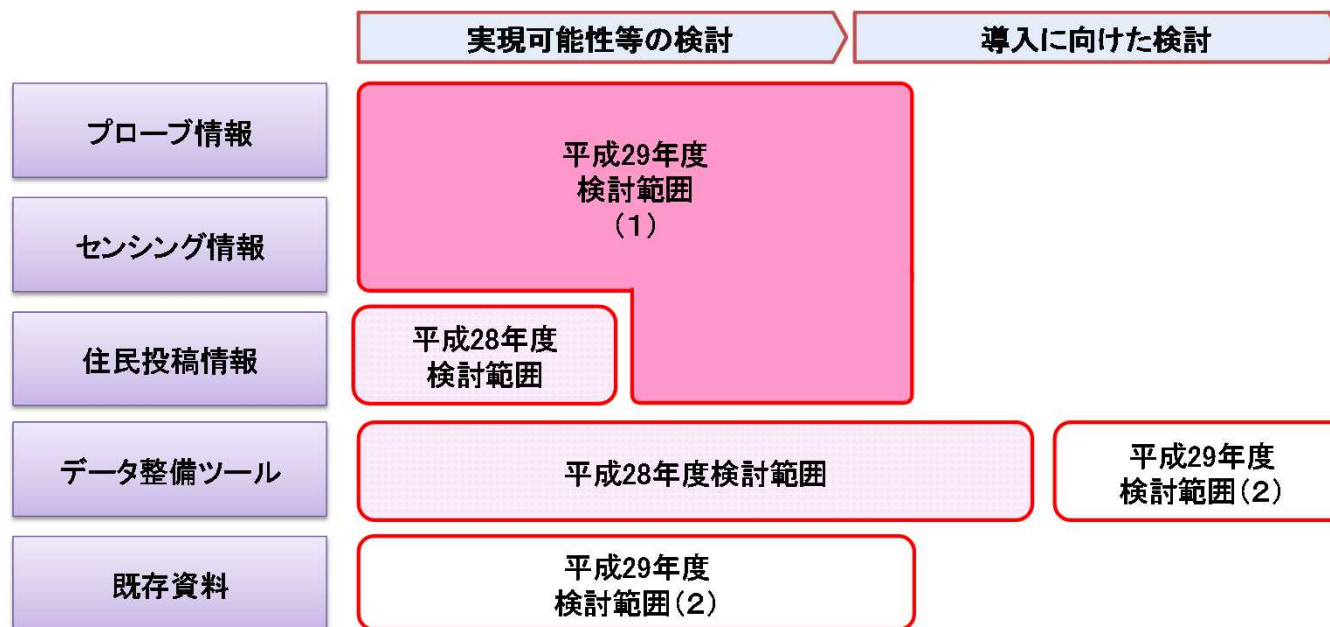 実現可能性等の検討
導入に向けた検討
プローブ情報
平成29年度
検討範囲
（１）
センシング情報
住民投稿情報
平成28年度
検討範囲
データ整備ツール
平成28年度検討範囲
平成29年度
検討範囲（２）
既存資料
平成29年度
検討範囲（２）